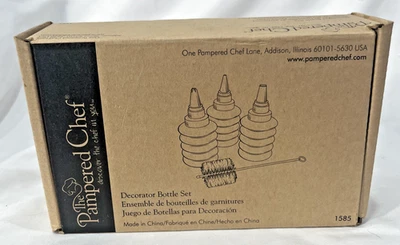 One Pampered Chef Lane, Addison, Illinois 60101-5630 USA
www.pamperedchef.com
The
Pampered Chef
discover the chef in you
Decorator Bottle Set
Ensemble de bouteilles de garnitures
Juego de Botellas para Decoración
Made in China/Fabriqué en Chine/Hecho en China
1585